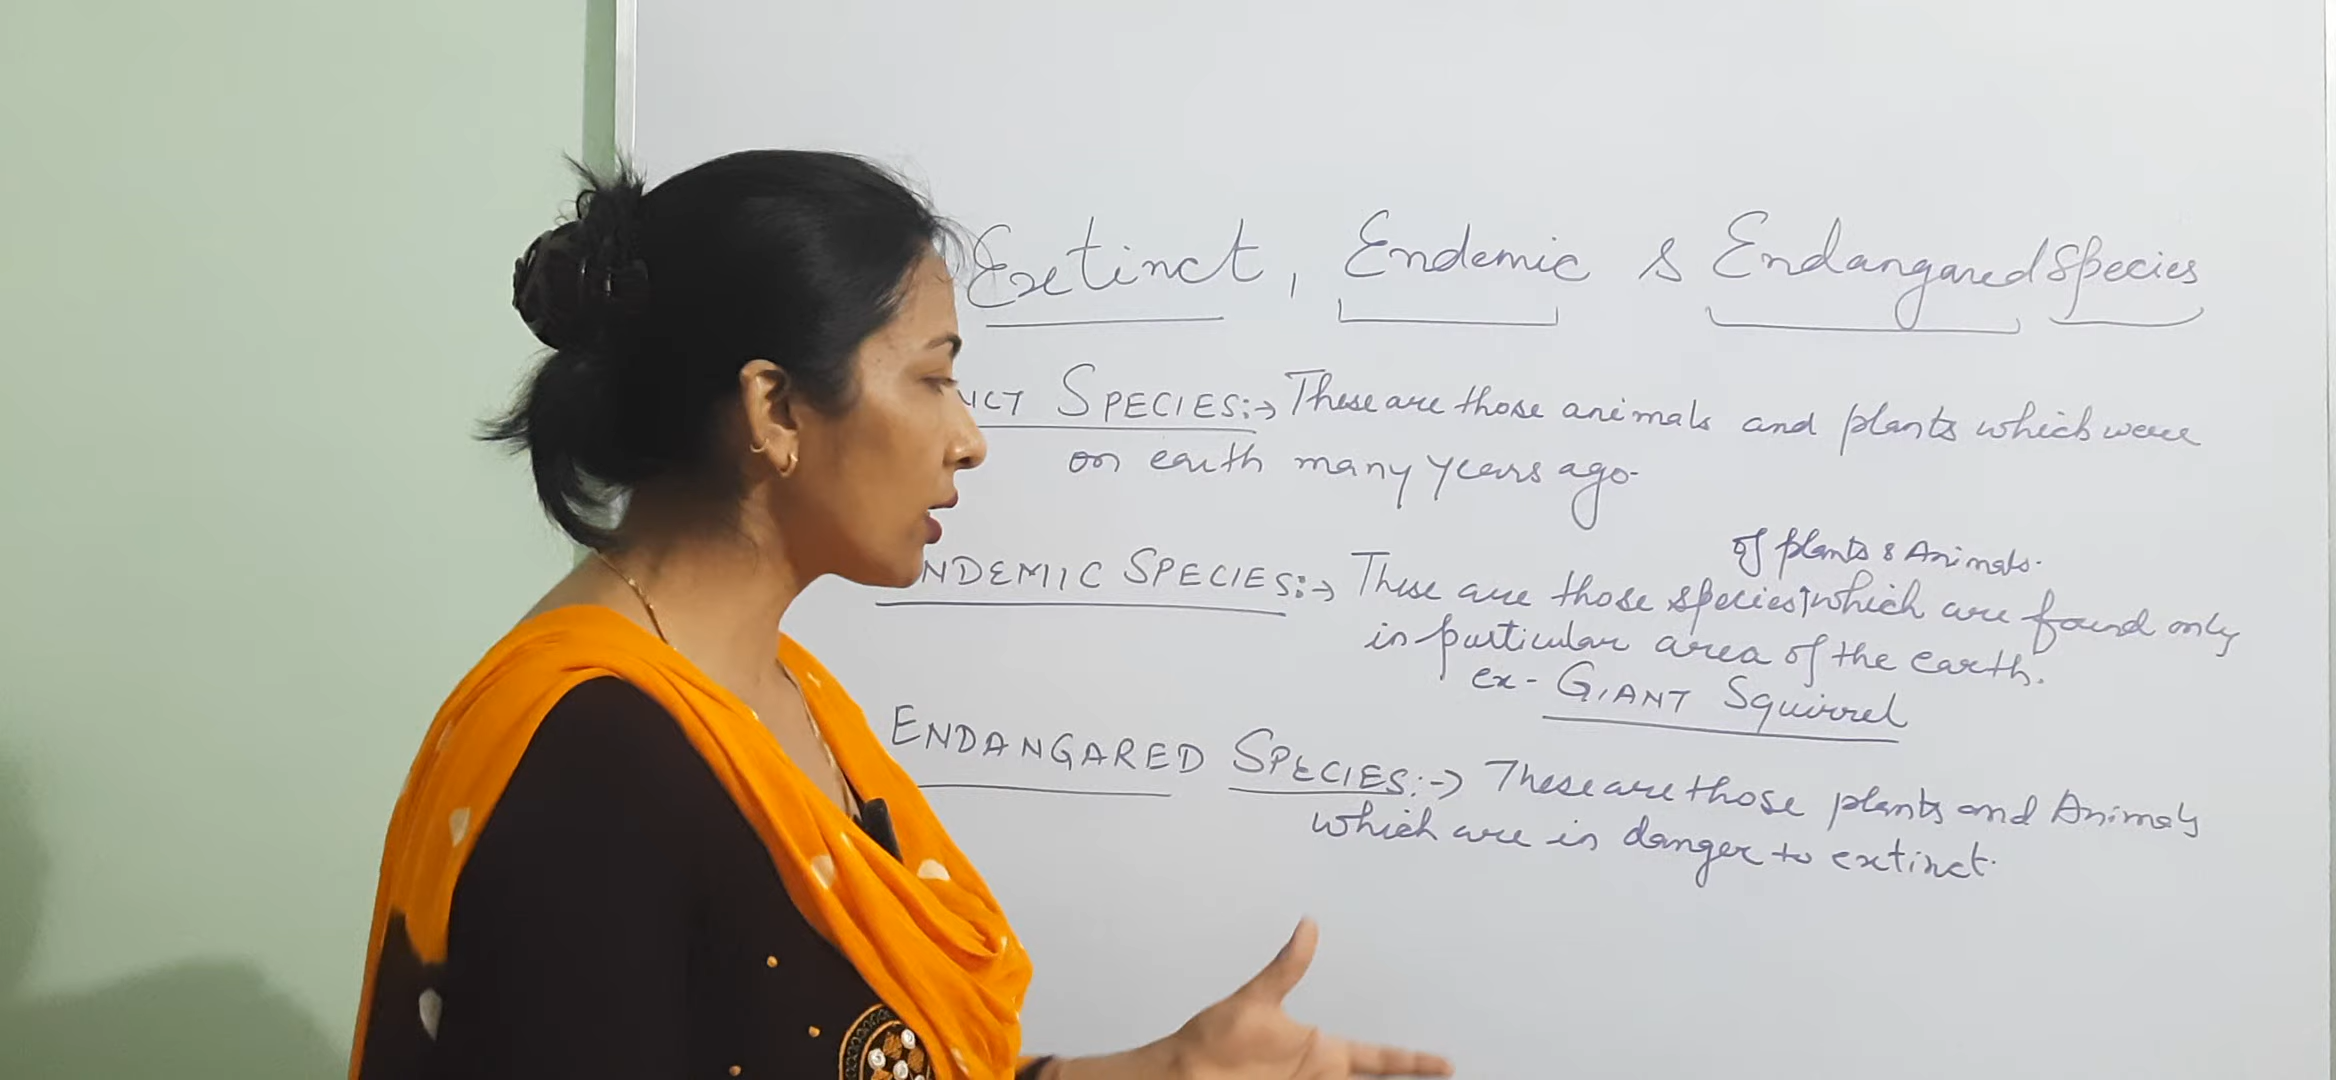 Extinct, Endemic & Endangared Species
NCT SPECIES:→ These are those animals and plants which were
on earth many years ago.
of plants & Animals.
NDEMIC SPECIES:→ These are those species which are found only
in particular area of the earth.
ex- GIANT Squirrel
ENDANGARED SPECIES:→ These are those plants and Animals
which are in danger to extinct.